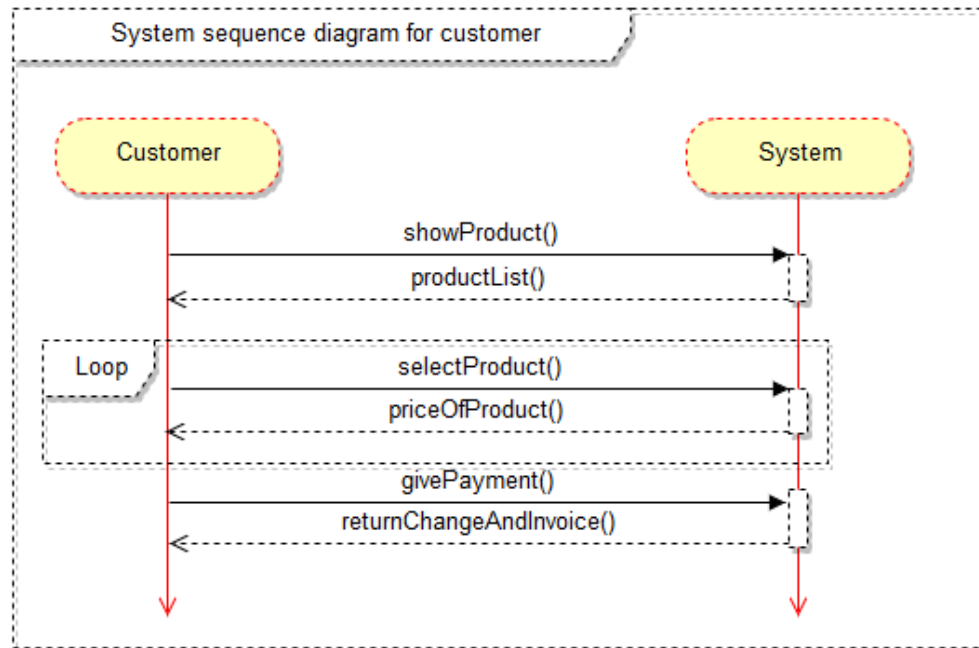 System sequence diagram for customer
Customer
System
showProduct()
productList()
Loop
selectProduct()
priceOfProduct()
givePayment()
returnChangeAndInvoice()